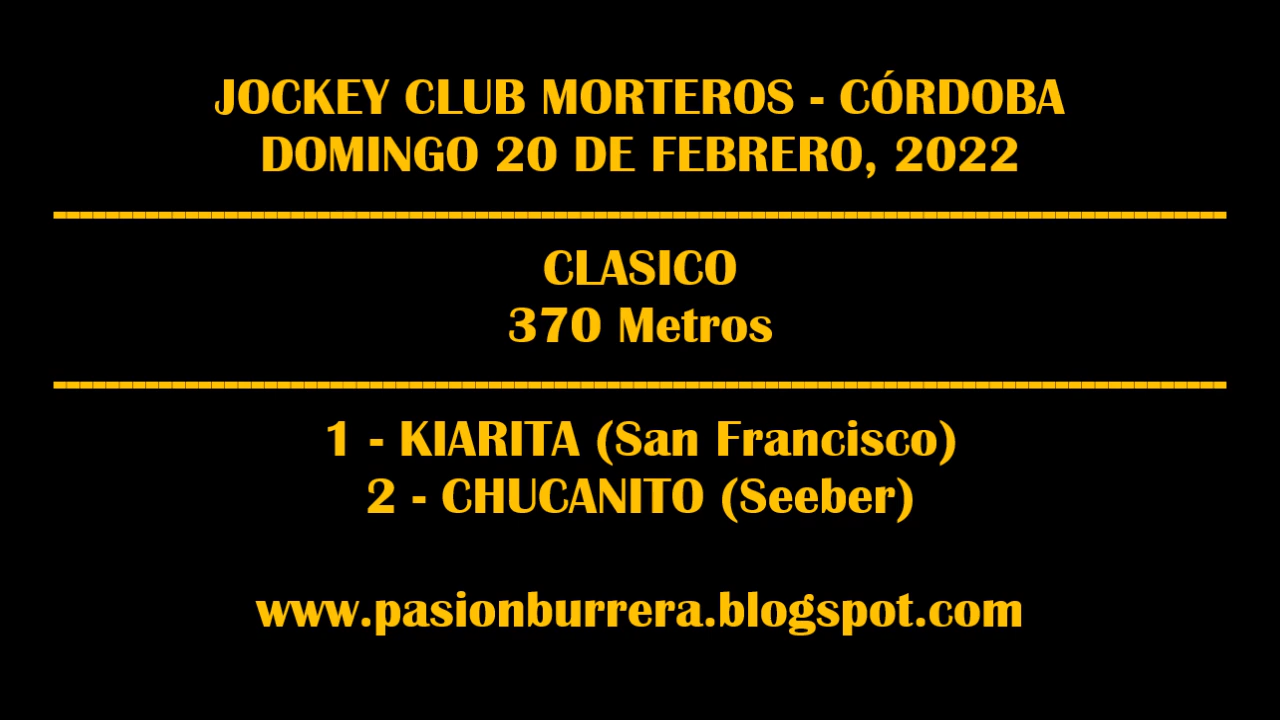 JOCKEY CLUB MORTEROS - CÓRDOBA
DOMINGO 20 DE FEBRERO, 2022
CLASICO
370 Metros
1 - KIARITA (San Francisco)
2 - CHUCANITO (Seeber)
www.pasionburrera.blogspot.com